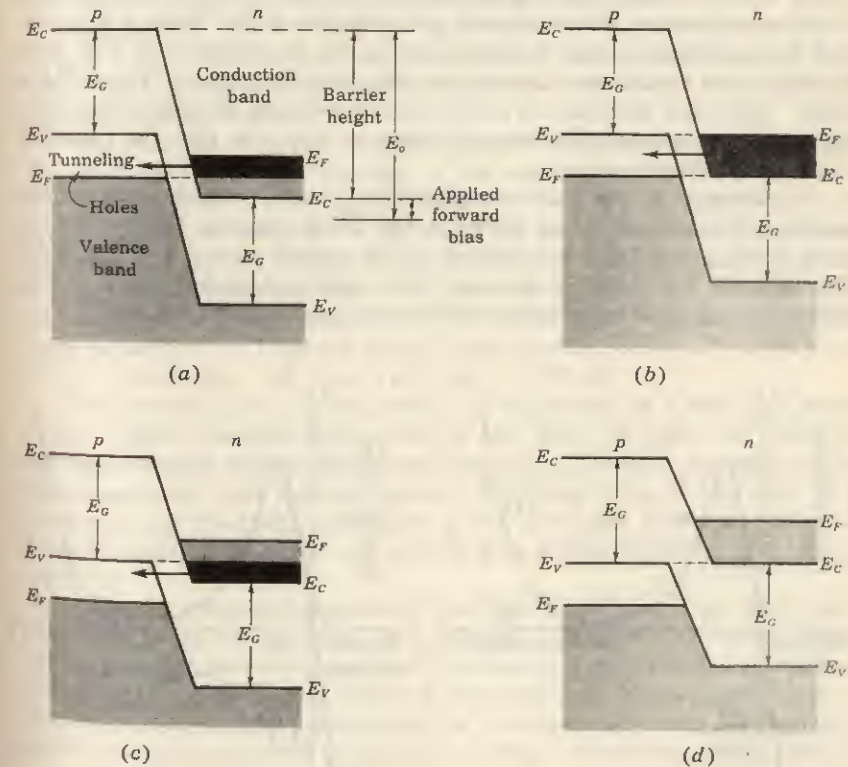 p n
E_C
E_G
Conduction
band
Barrier
height
E_o
E_V
Tunneling
E_F
E_F
Holes
E_C
Applied
forward
bias
Valence
band
E_G
E_V
(a)
p n
E_C
E_G
E_V
E_F
E_F
E_C
E_G
E_V
(b)
p n
E_C
E_G
E_V
E_F
E_F
E_C
E_G
E_V
(c)
p n
E_C
E_G
E_F
E_V
E_C
E_F
E_G
E_V
(d)